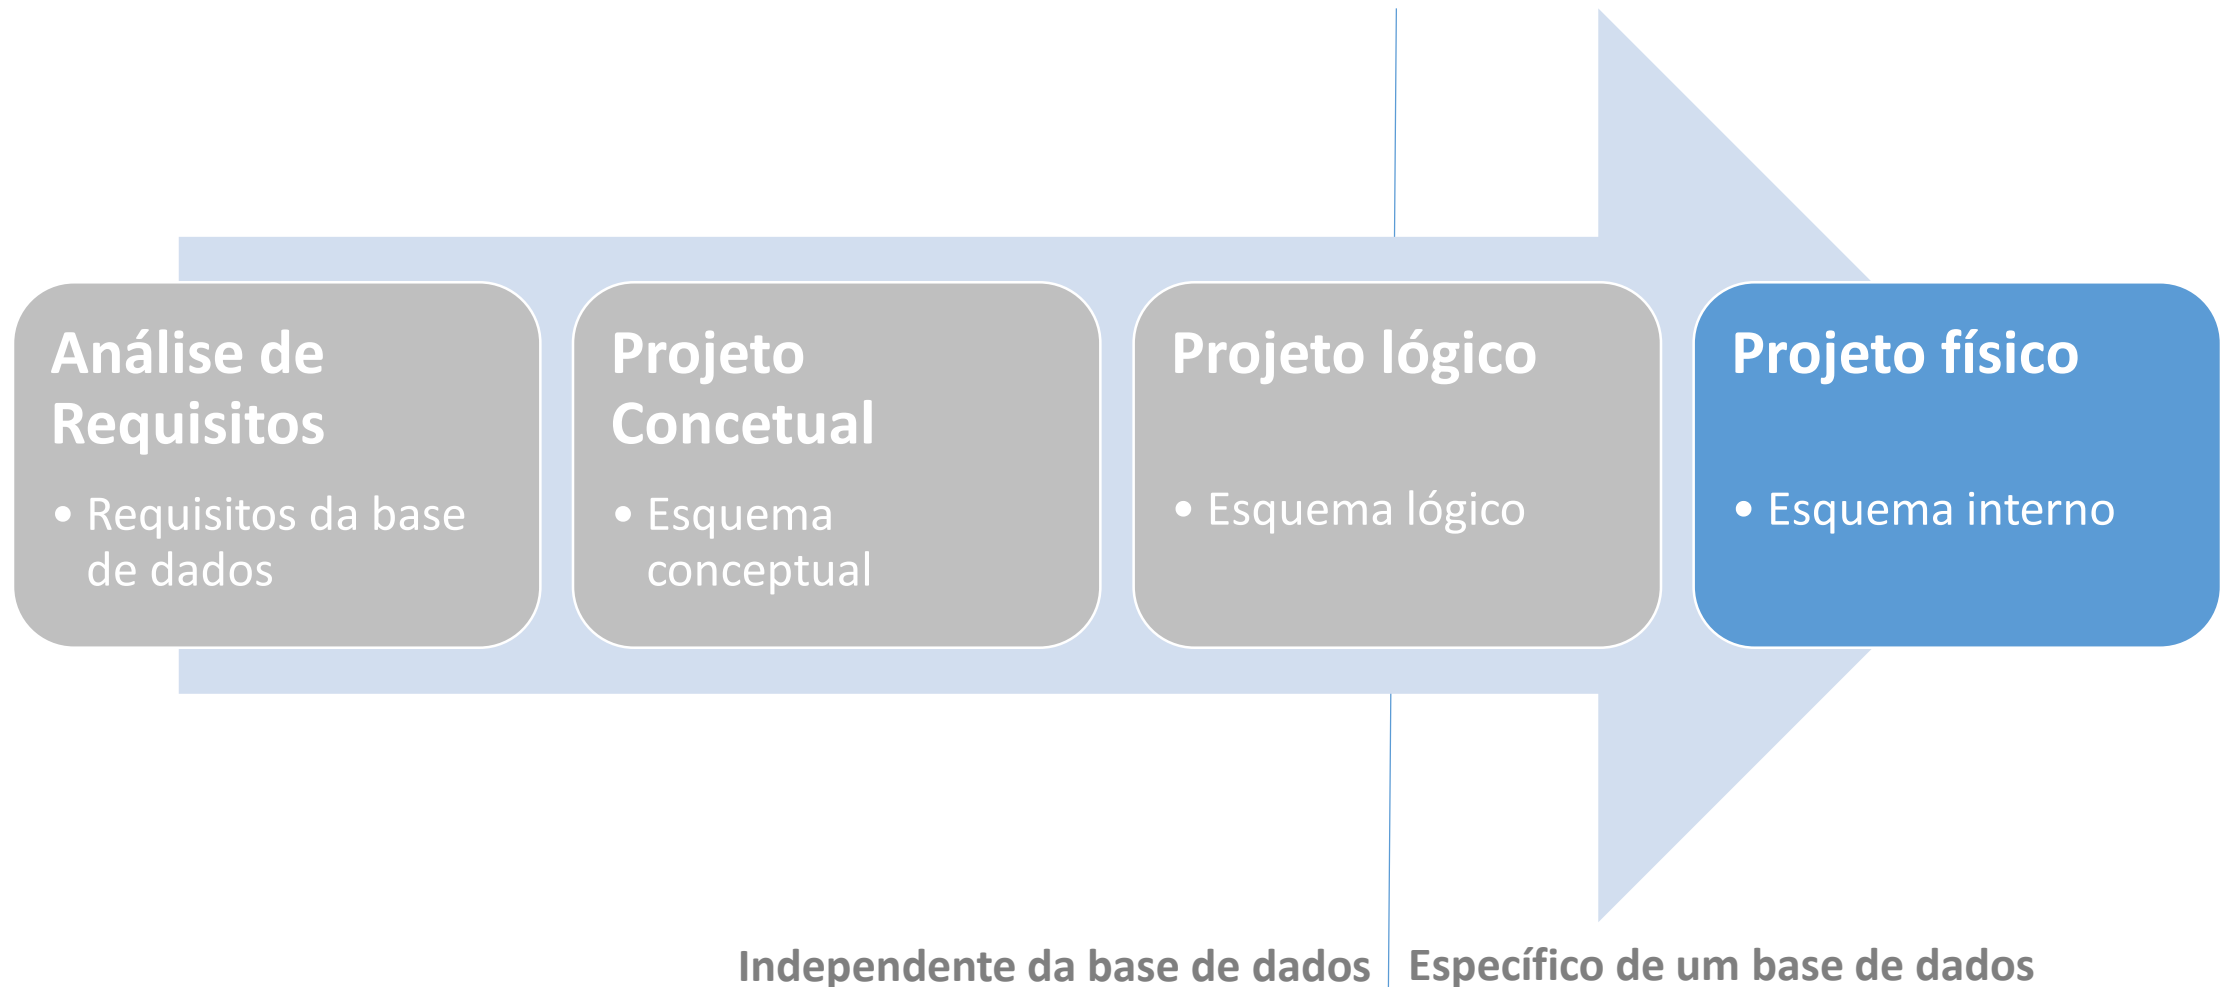 Análise de
Requisitos
• Requisitos da base
de dados
Projeto
Concetual
• Esquema
conceptual
Projeto lógico
• Esquema lógico
Projeto físico
• Esquema interno
Independente da base de dados
Específico de um base de dados